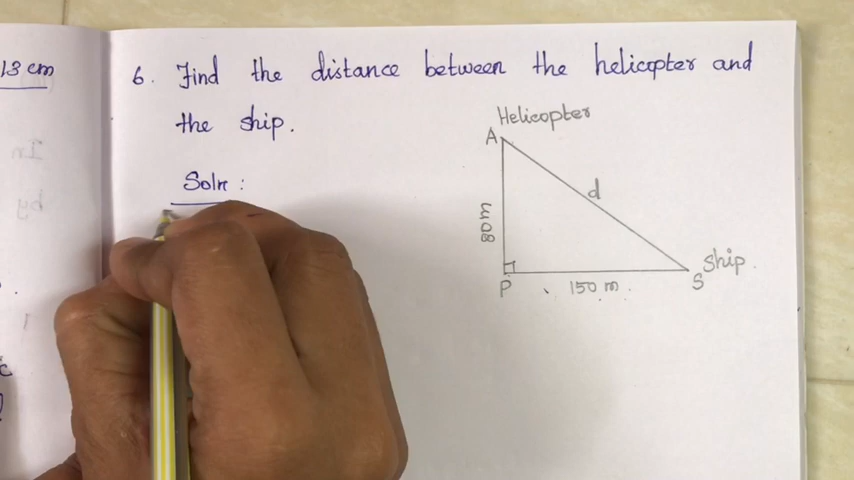 13 cm
6. Find the distance between the helicopter and
the ship.
Soln :
Helicopter
A
d
80m
Ship.
P
150 m.
S